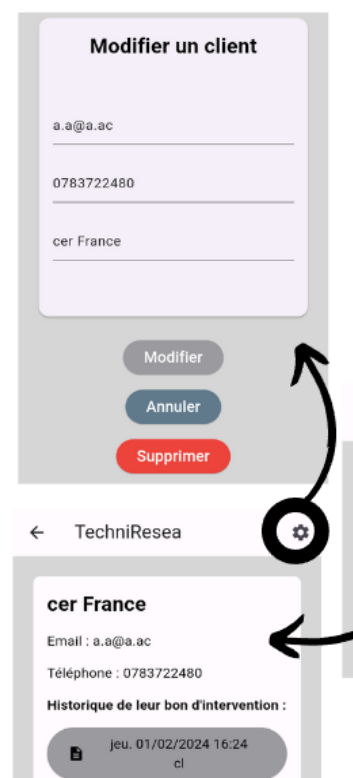 Modifier un client
a.a@a.ac
0783722480
cer France
Modifier
Annuler
Supprimer
TechniResea
cer France
Email : a.a@a.ac
Téléphone : 0783722480
Historique de leur bon d'intervention :
jeu. 01/02/2024 16:24
cl